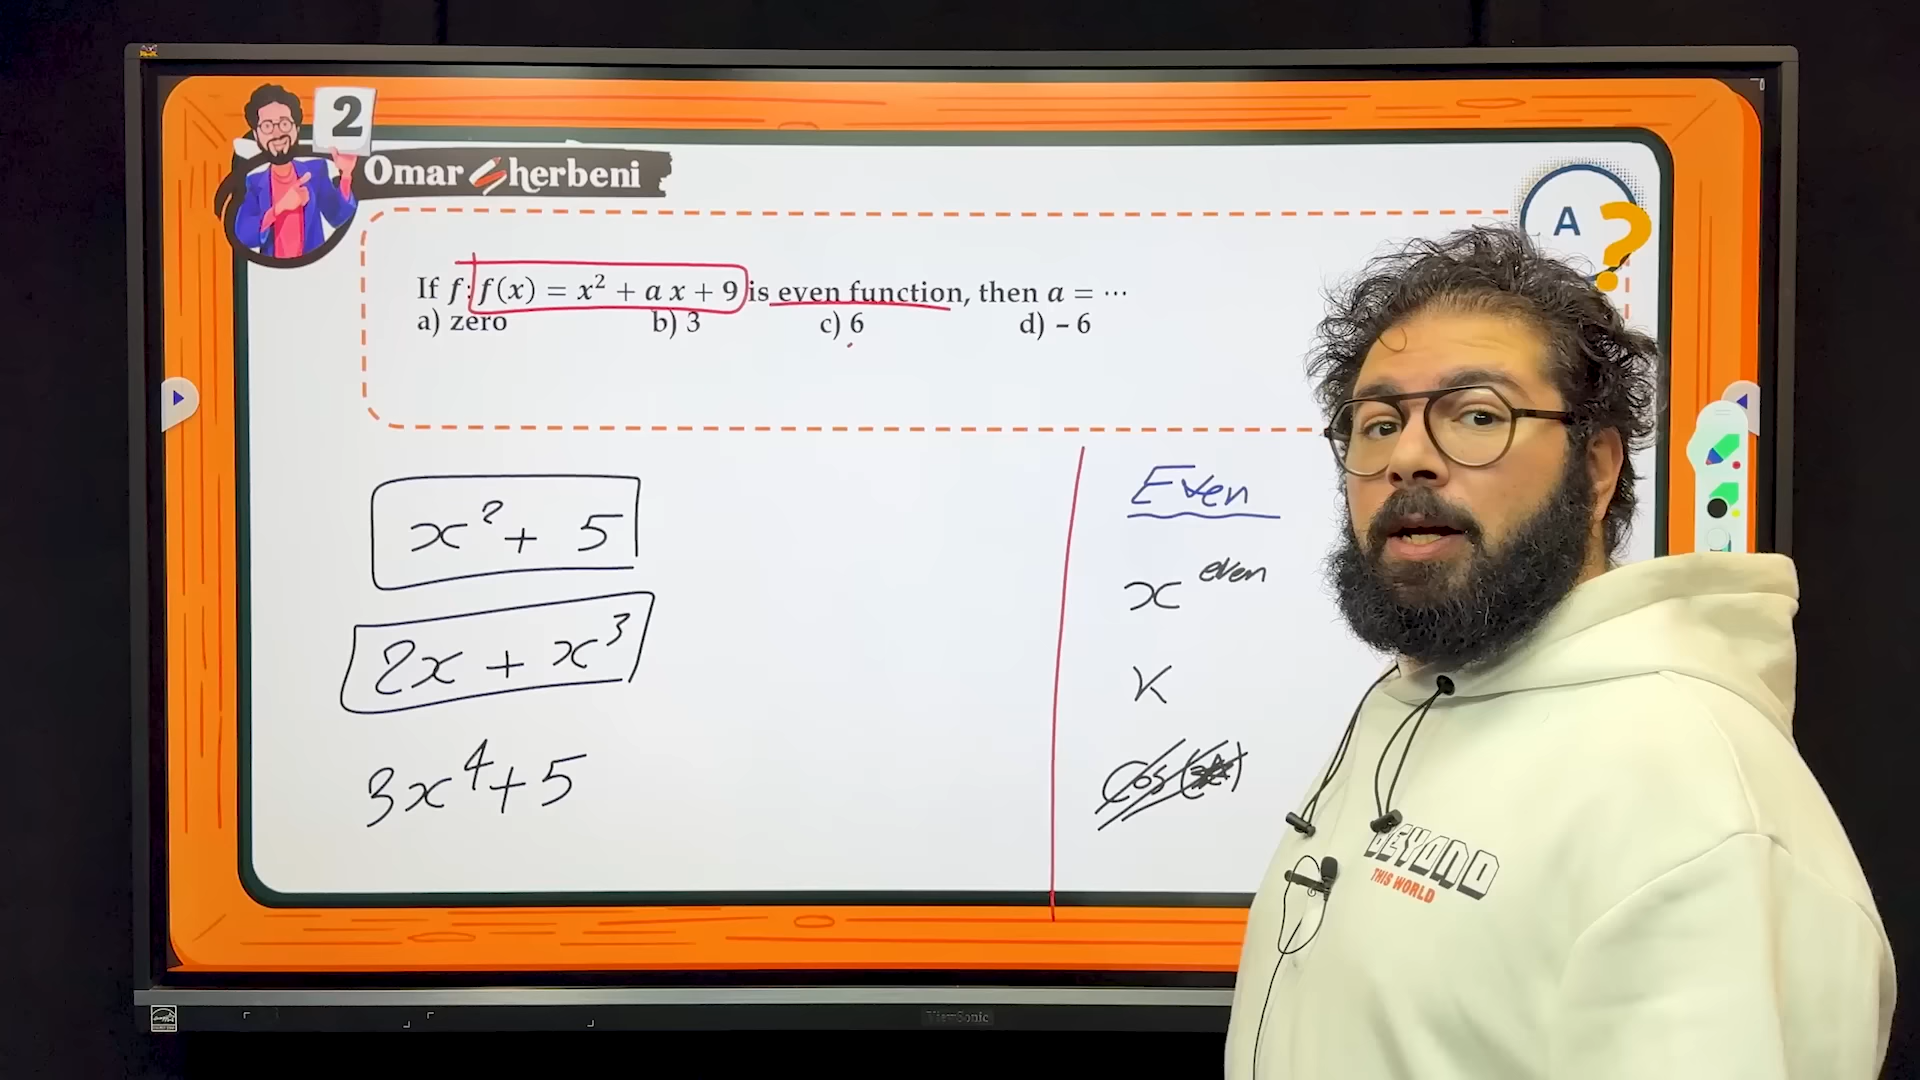 2
Omar Sherbeni
A ?
If f: f(x) = x² + a x + 9 is even function, then a = ···
a) zero b) 3 c) 6 d) – 6
x² + 5
2x + x³
3x⁴ + 5
Even
x^even
K
BEYOND
THIS WORLD
ViewSonic